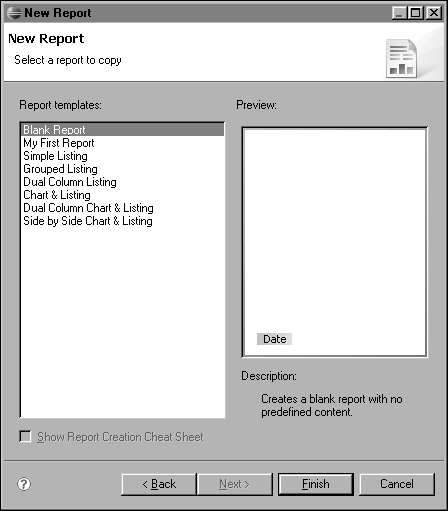 New Report
New Report
Select a report to copy
Report templates:
Preview:
Blank Report
My First Report
Simple Listing
Grouped Listing
Dual Column Listing
Chart & Listing
Dual Column Chart & Listing
Side by Side Chart & Listing
Date
Description:
Creates a blank report with no
predefined content.
Show Report Creation Cheat Sheet
? < Back Next > Finish Cancel